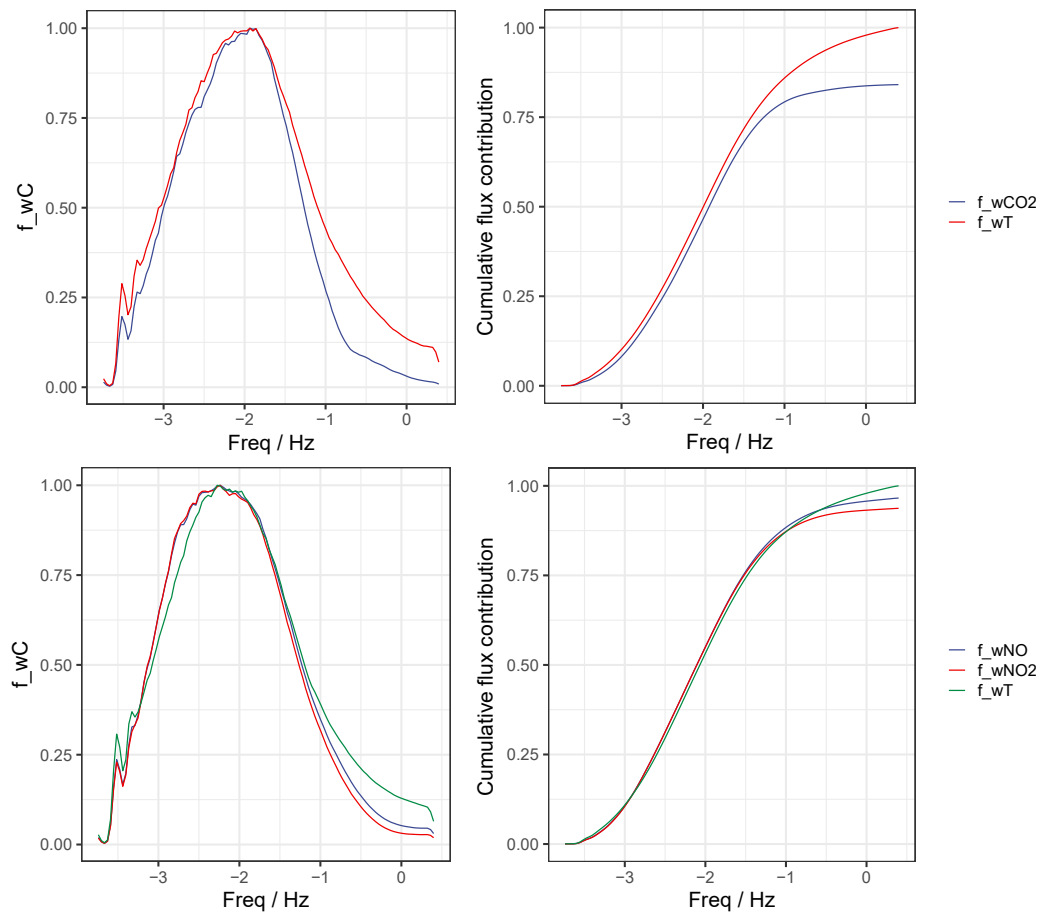 1.00
0.75
0.50
0.25
0.00
f_wC
−3
−2
−1
0
Freq / Hz
1.00
0.75
0.50
0.25
0.00
Cumulative flux contribution
−3
−2
−1
0
Freq / Hz
f_wCO2
f_wT
1.00
0.75
0.50
0.25
0.00
f_wC
−3
−2
−1
0
Freq / Hz
1.00
0.75
0.50
0.25
0.00
Cumulative flux contribution
−3
−2
−1
0
Freq / Hz
f_wNO
f_wNO2
f_wT